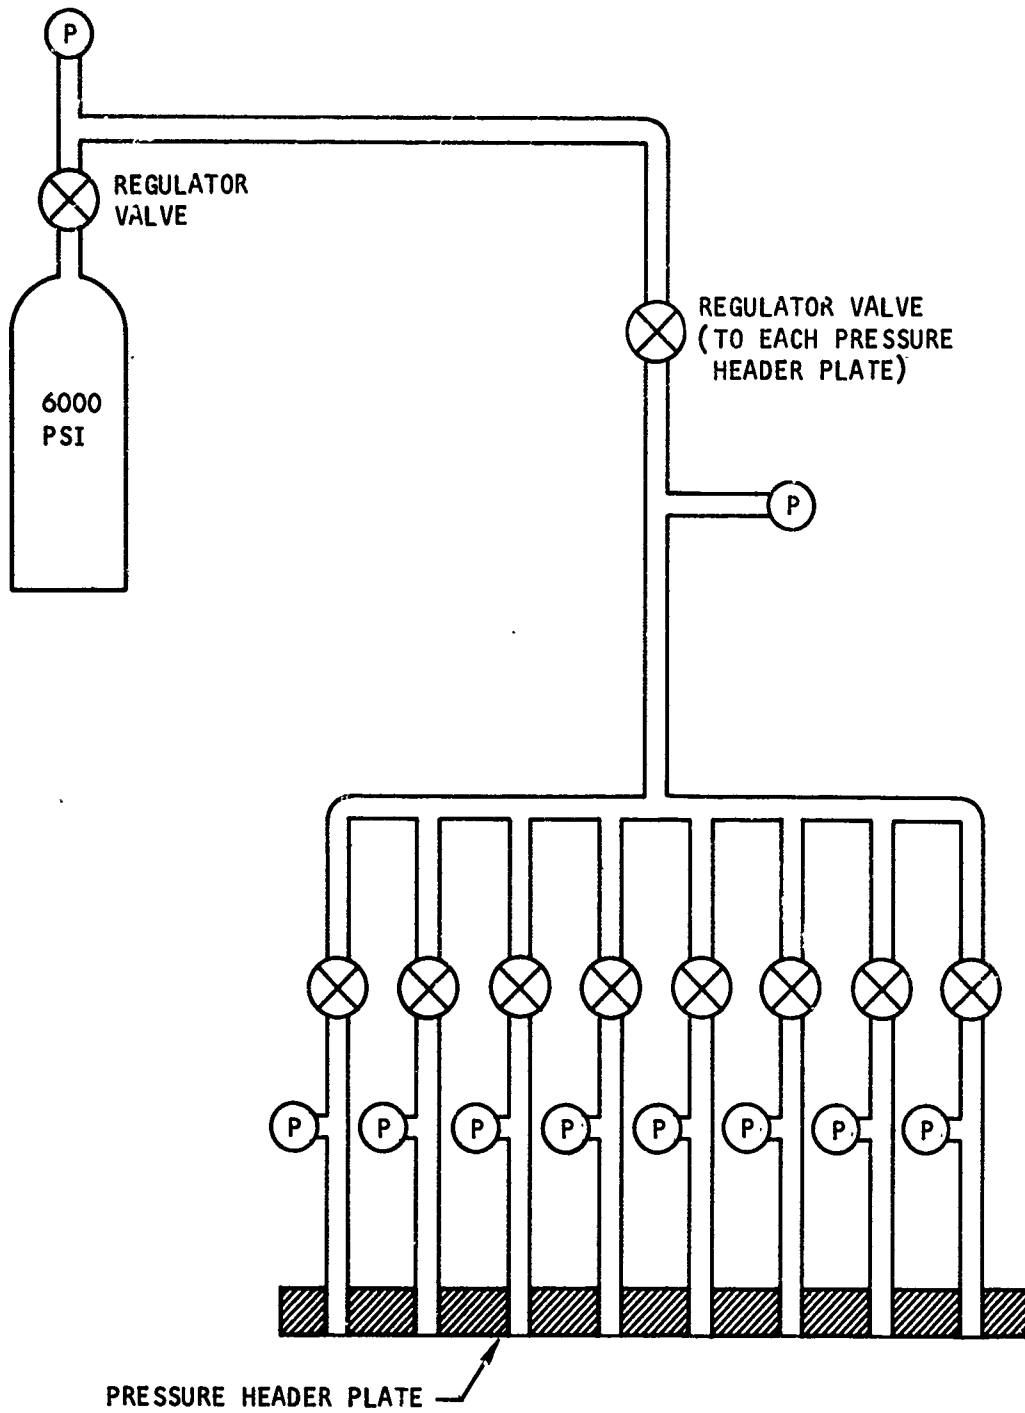 P
REGULATOR
VALVE
REGULATOR VALVE
(TO EACH PRESSURE
HEADER PLATE)
6000
PSI
P
P P P P P P P P
PRESSURE HEADER PLATE